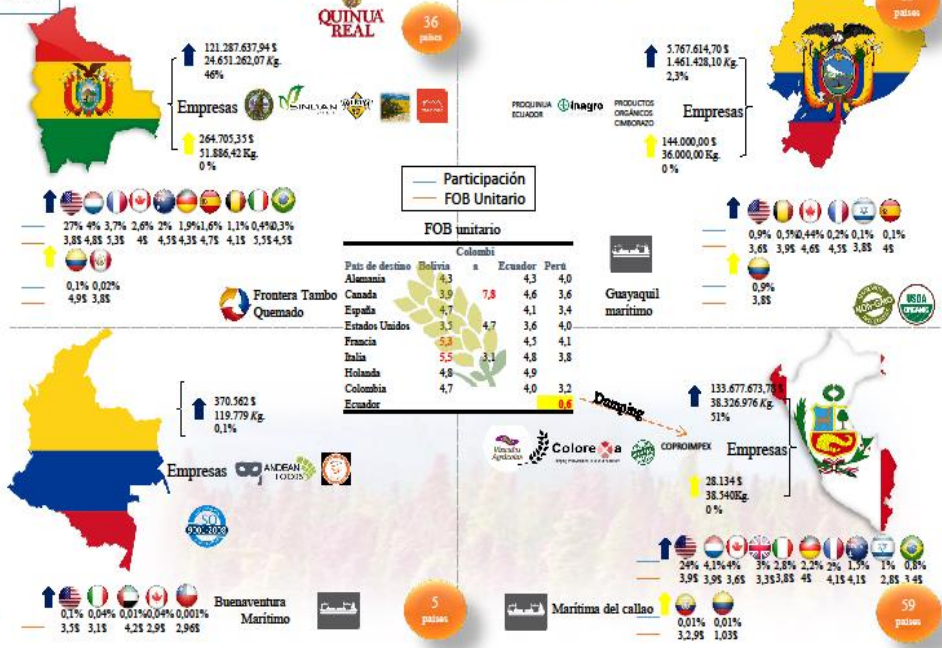 QUINUA
REAL
36
países
121.287.637,94 $
24.651.262,07 Kg.
46%
Empresas
264.705,35 $
51.886,42 Kg.
0 %
27% 4% 3,7% 2,6% 2% 1,9% 1,6% 1,1% 0,4% 0,3%
3,8$ 4,8$ 5,3$ 4$ 4,5$ 4,3$ 4,7$ 4,1$ 5,5$ 4,5$
0,1% 0,02%
4,9$ 3,8$
Frontera Tambo
Quemado
países
5.767.614,70 $
1.461.428,10 Kg.
2,3%
PROQUINUA
ECUADOR
inagro
PRODUCTOS
ORGÁNICOS
CIMBORAZO
Empresas
144.000,00 $
36.000,00 Kg.
0 %
0,9% 0,5% 0,44% 0,2% 0,1% 0,1%
3,6$ 3,9$ 4,6$ 4,5$ 3,8$ 4$
0,9%
3,8$
Guayaquil
marítimo
NON-GMO
USDA
ORGANIC
Participación
FOB Unitario
FOB unitario
País de destino Bolivia Colombia Ecuador Perú
Alemania 4,3 4,3 4,0
Canada 3,9 7,8 4,6 3,6
España 4,7 4,1 3,4
Estados Unidos 3,5 4,7 3,6 4,0
Francia 5,3 4,5 4,1
Italia 5,5 3,1 4,8 3,8
Holanda 4,8 4,9
Colombia 4,7 4,0 3,2
Ecuador 0,6
Dumping
370.562 $
119.779 Kg.
0,1%
Empresas
ANDEAN
FOODS
ISO
9001:2008
0,1% 0,04% 0,01% 0,04% 0,001%
3,5$ 3,1$ 4,2$ 2,9$ 2,96$
Buenaventura
Marítimo
5
países
133.677.673,78 $
38.326.976 Kg.
51%
Vínculos
Agrícolas
Colorexa
COPROIMPEX
Empresas
28.134 $
38.540Kg.
0 %
24% 4,1% 4% 3% 2,8% 2,2% 2% 1,5% 1% 0,8%
3,9$ 3,9$ 3,6$ 3,3$ 3,8$ 4$ 4,1$ 4,1$ 2,8$ 3,4$
0,01% 0,01%
3,2,9$ 1,03$
Marítima del callao
59
países